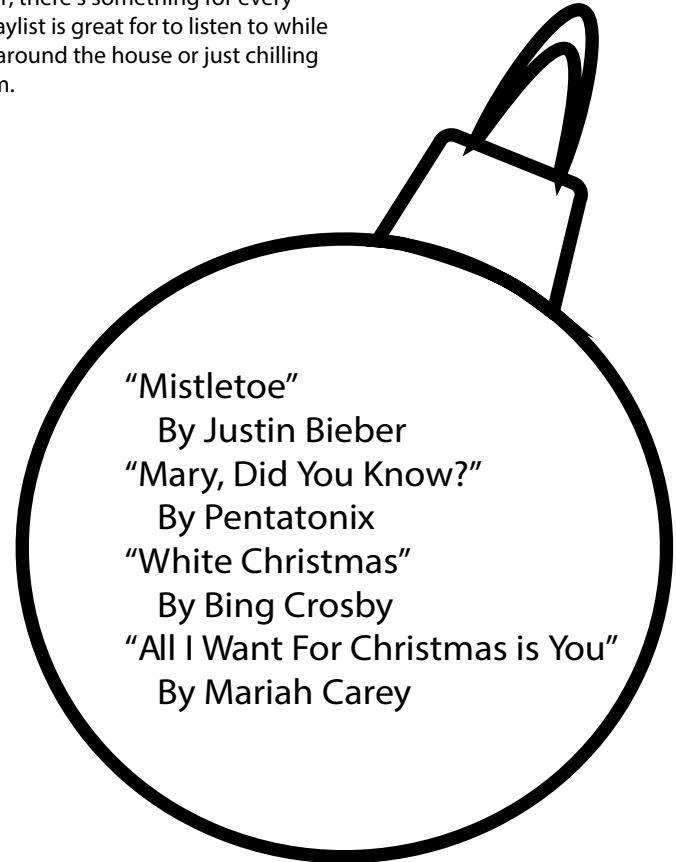 there's something for every
is great for to listen to while
around the house or just chilling
“Mistletoe”
By Justin Bieber
“Mary, Did You Know?”
By Pentatonix
“White Christmas”
By Bing Crosby
“All I Want For Christmas is You”
By Mariah Carey